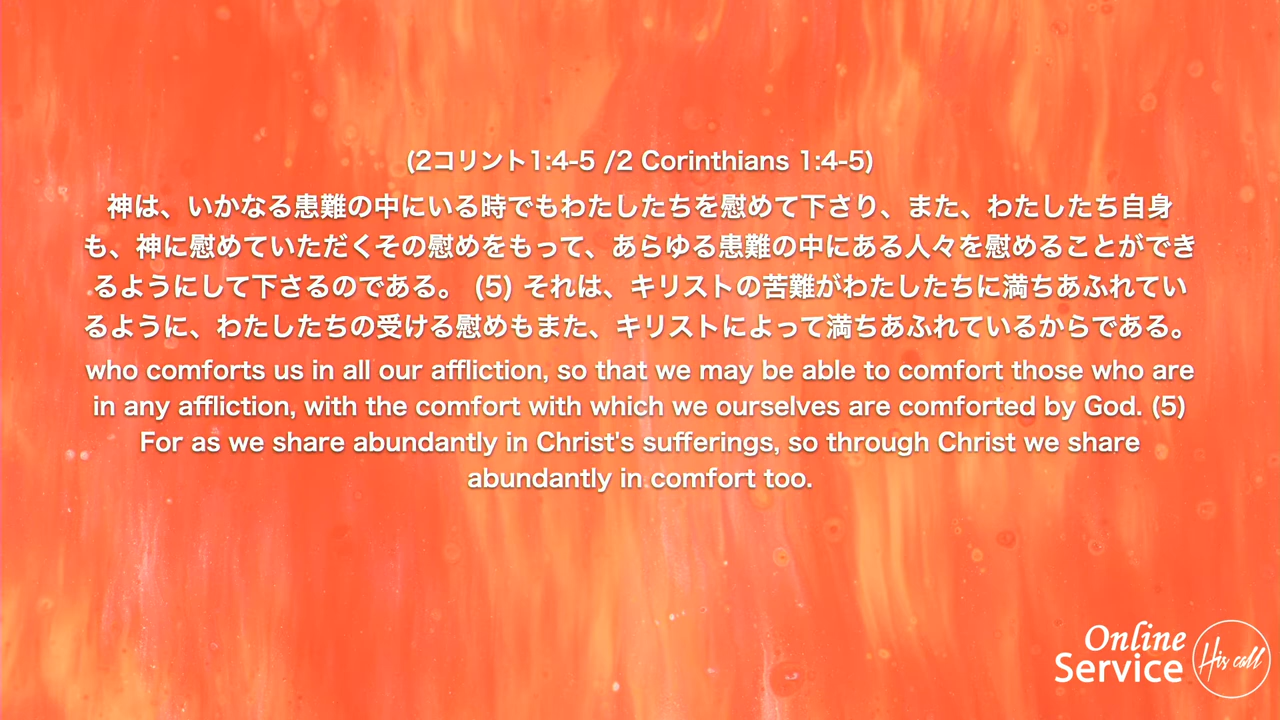 (2コリント1:4-5 /2 Corinthians 1:4-5)
神は、いかなる患難の中にいる時でもわたしたちを慰めて下さり、また、わたしたち自身
も、神に慰めていただくその慰めをもって、あらゆる患難の中にある人々を慰めることができ
るようにして下さるのである。 (5) それは、キリストの苦難がわたしたちに満ちあふれてい
るように、わたしたちの受ける慰めもまた、キリストによって満ちあふれているからである。
who comforts us in all our affliction, so that we may be able to comfort those who are
in any affliction, with the comfort with which we ourselves are comforted by God. (5)
For as we share abundantly in Christ's sufferings, so through Christ we share
abundantly in comfort too.
Online
Service
His call